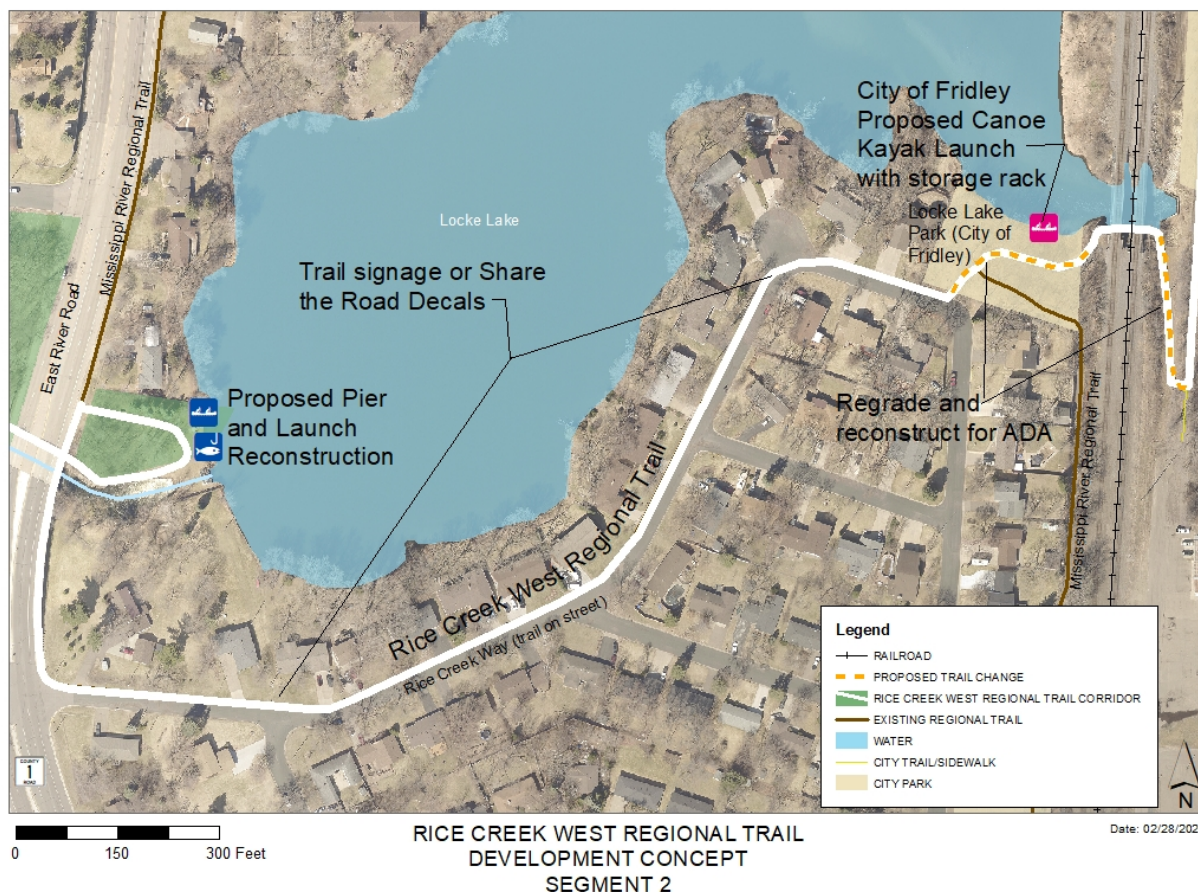 Mississippi River Regional Trail
East River Road
Locke Lake
Trail signage or Share
the Road Decals
City of Fridley
Proposed Canoe
Kayak Launch
with storage rack
Locke Lake
Park (City of
Fridley)
Proposed Pier
and Launch
Reconstruction
Regrade and
reconstruct for ADA
Mississippi River Regional Trail
Rice Creek West Regional Trail
Rice Creek Way (trail on street)
COUNTY
1
ROAD
Legend
RAILROAD
PROPOSED TRAIL CHANGE
RICE CREEK WEST REGIONAL TRAIL CORRIDOR
EXISTING REGIONAL TRAIL
WATER
CITY TRAIL/SIDEWALK
CITY PARK
N
0 150 300 Feet
RICE CREEK WEST REGIONAL TRAIL
DEVELOPMENT CONCEPT
SEGMENT 2
Date: 02/28/202